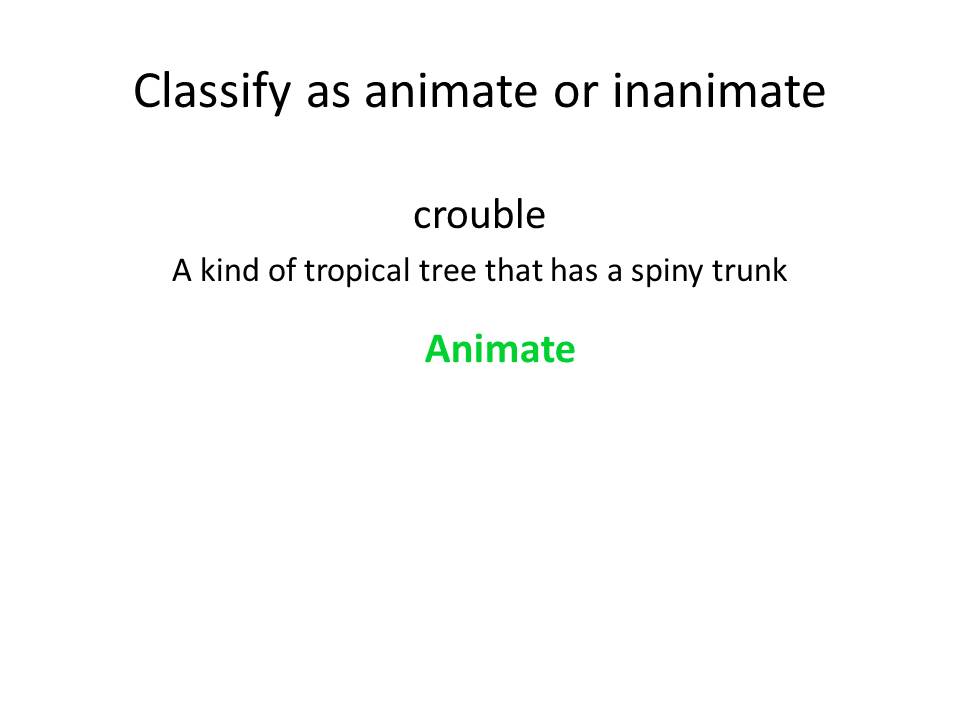 Classify as animate or inanimate
crouble
A kind of tropical tree that has a spiny trunk
Animate